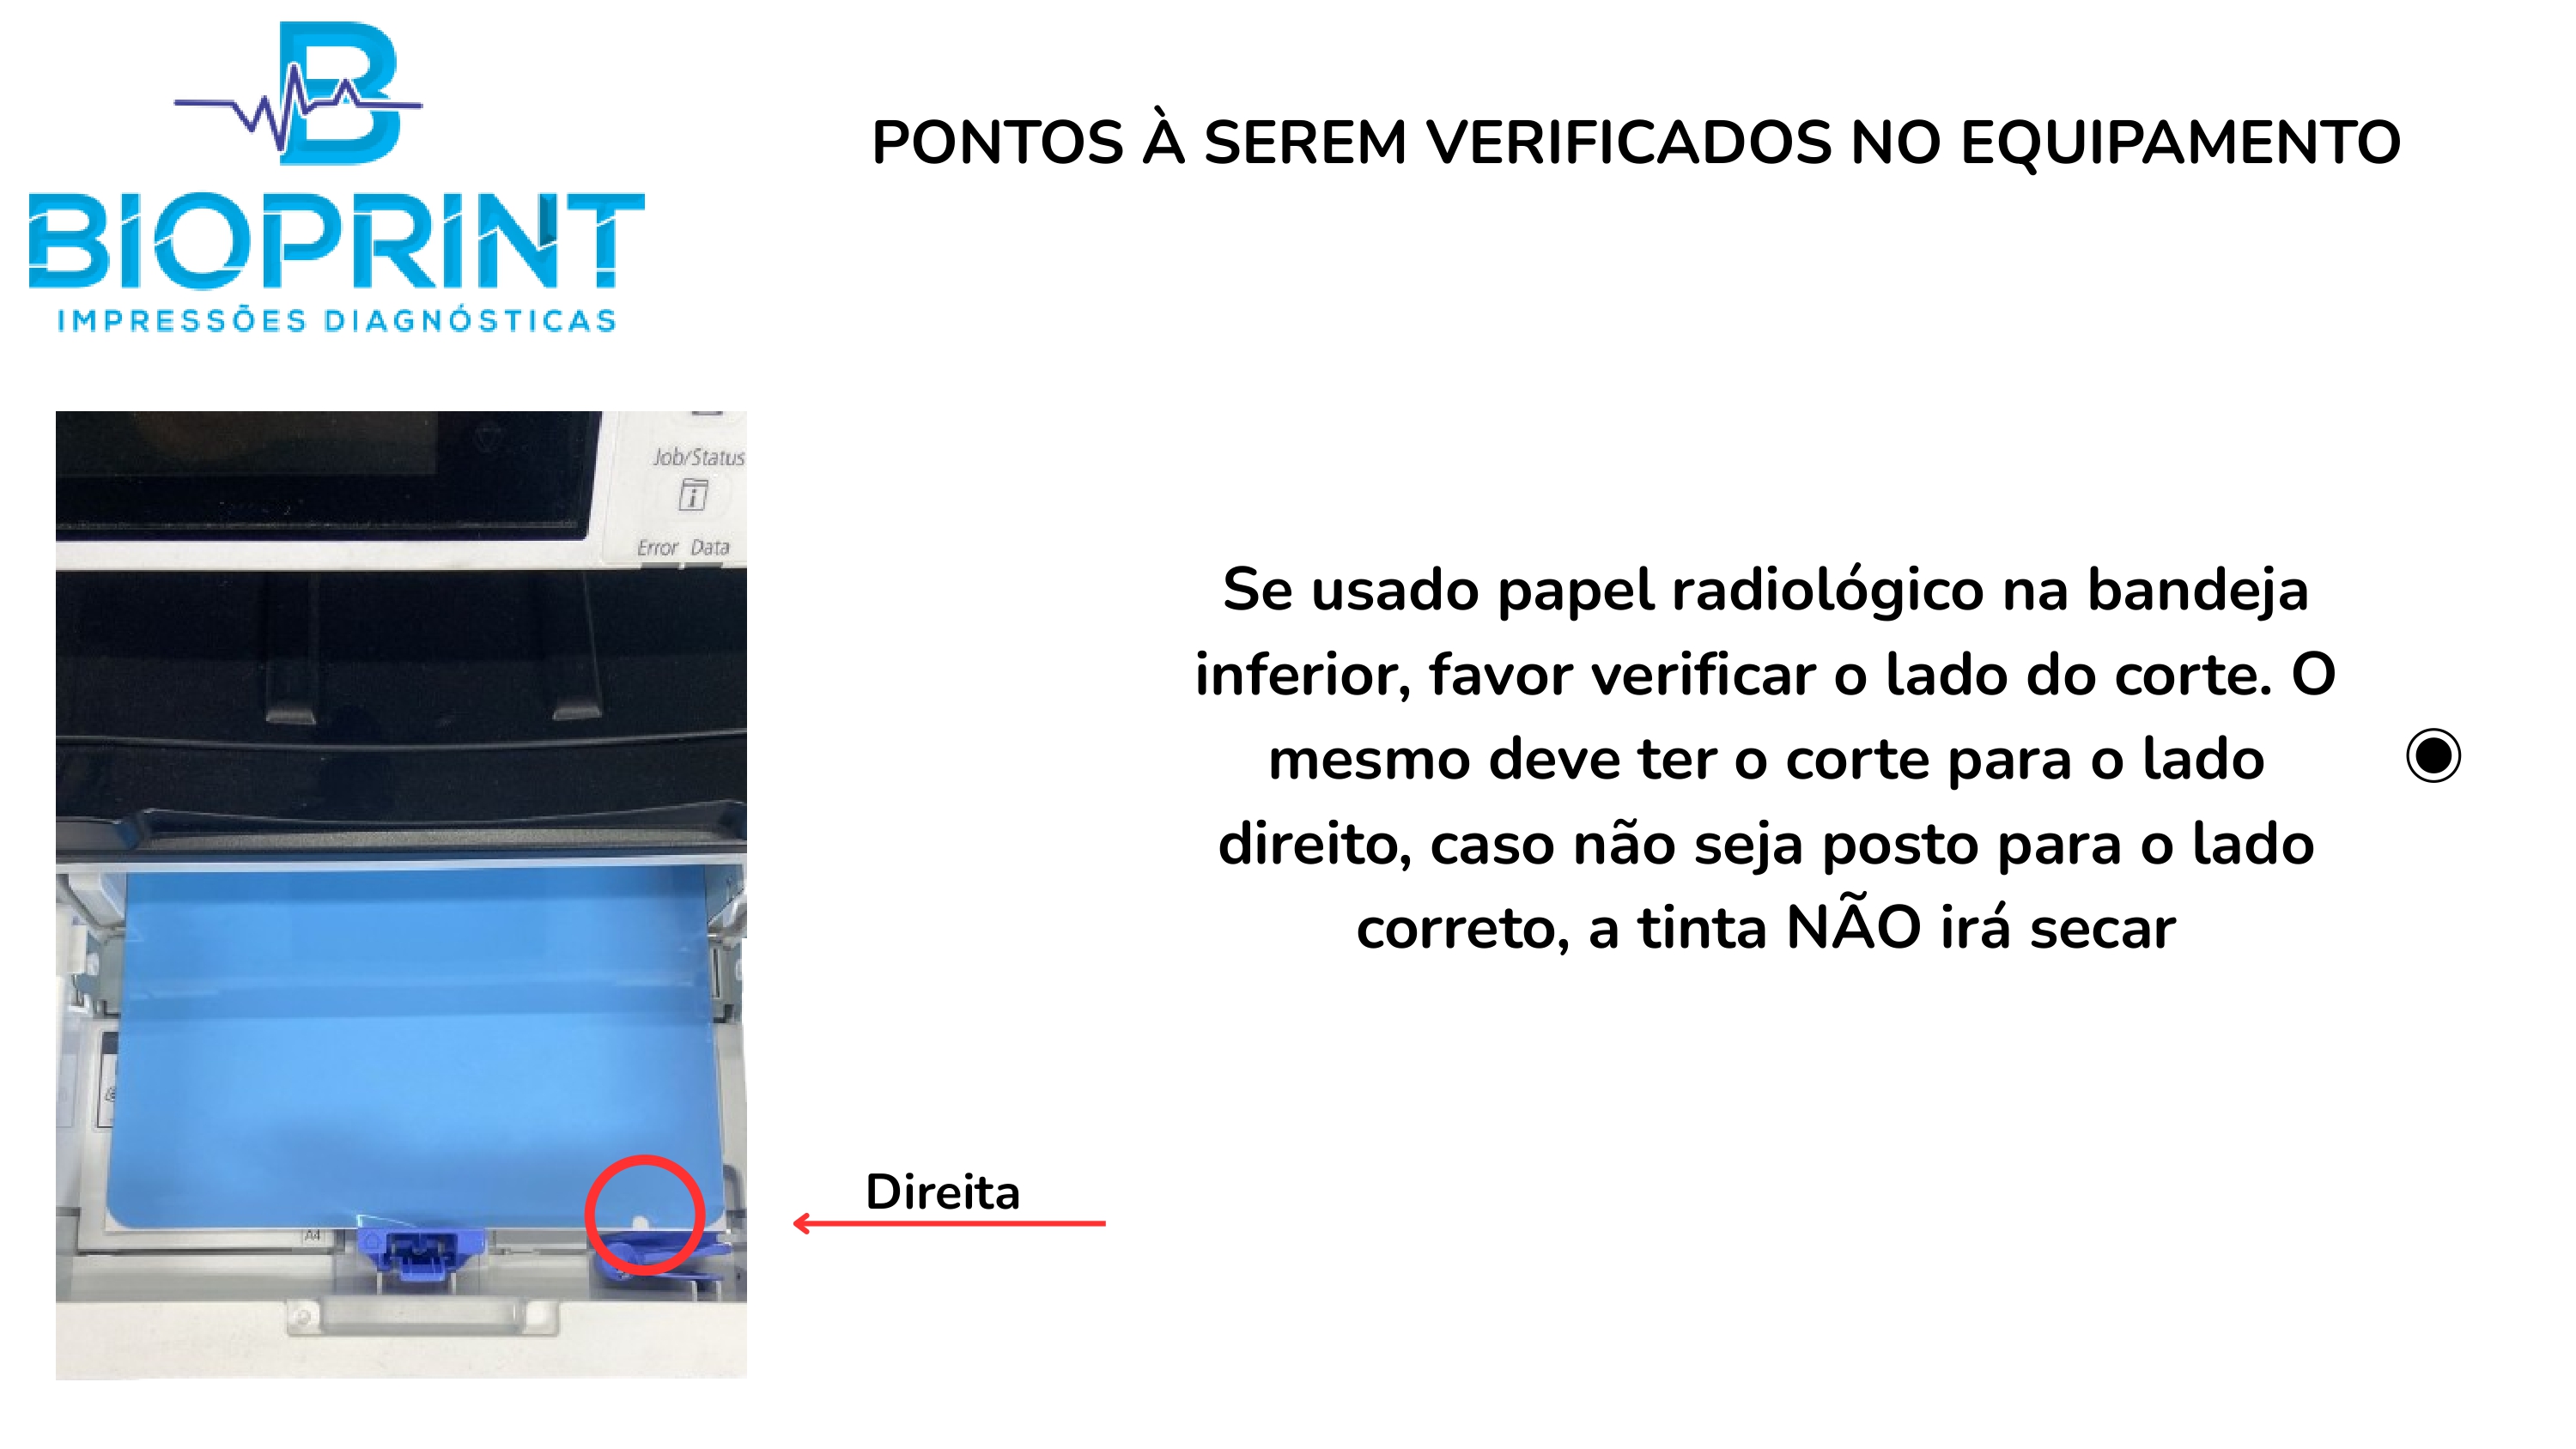 B
BIOPRINT
IMPRESSÕES DIAGNÓSTICAS
PONTOS À SEREM VERIFICADOS NO EQUIPAMENTO
Job/Status
Error Data
Se usado papel radiológico na bandeja
inferior, favor verificar o lado do corte. O
mesmo deve ter o corte para o lado
direito, caso não seja posto para o lado
correto, a tinta NÃO irá secar
Direita
A4